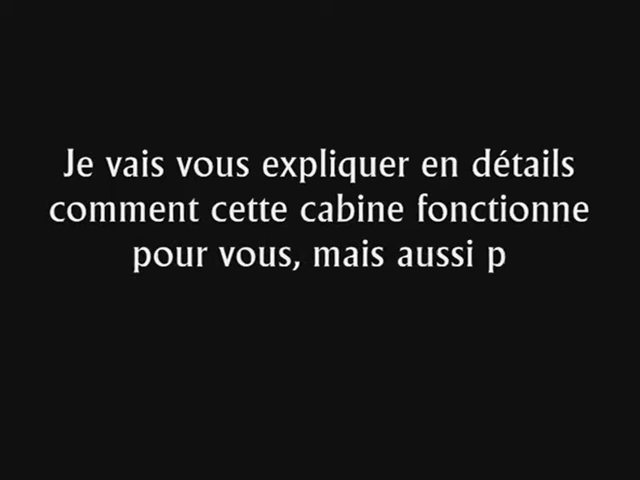 Je vais vous expliquer en détails
comment cette cabine fonctionne
pour vous, mais aussi p